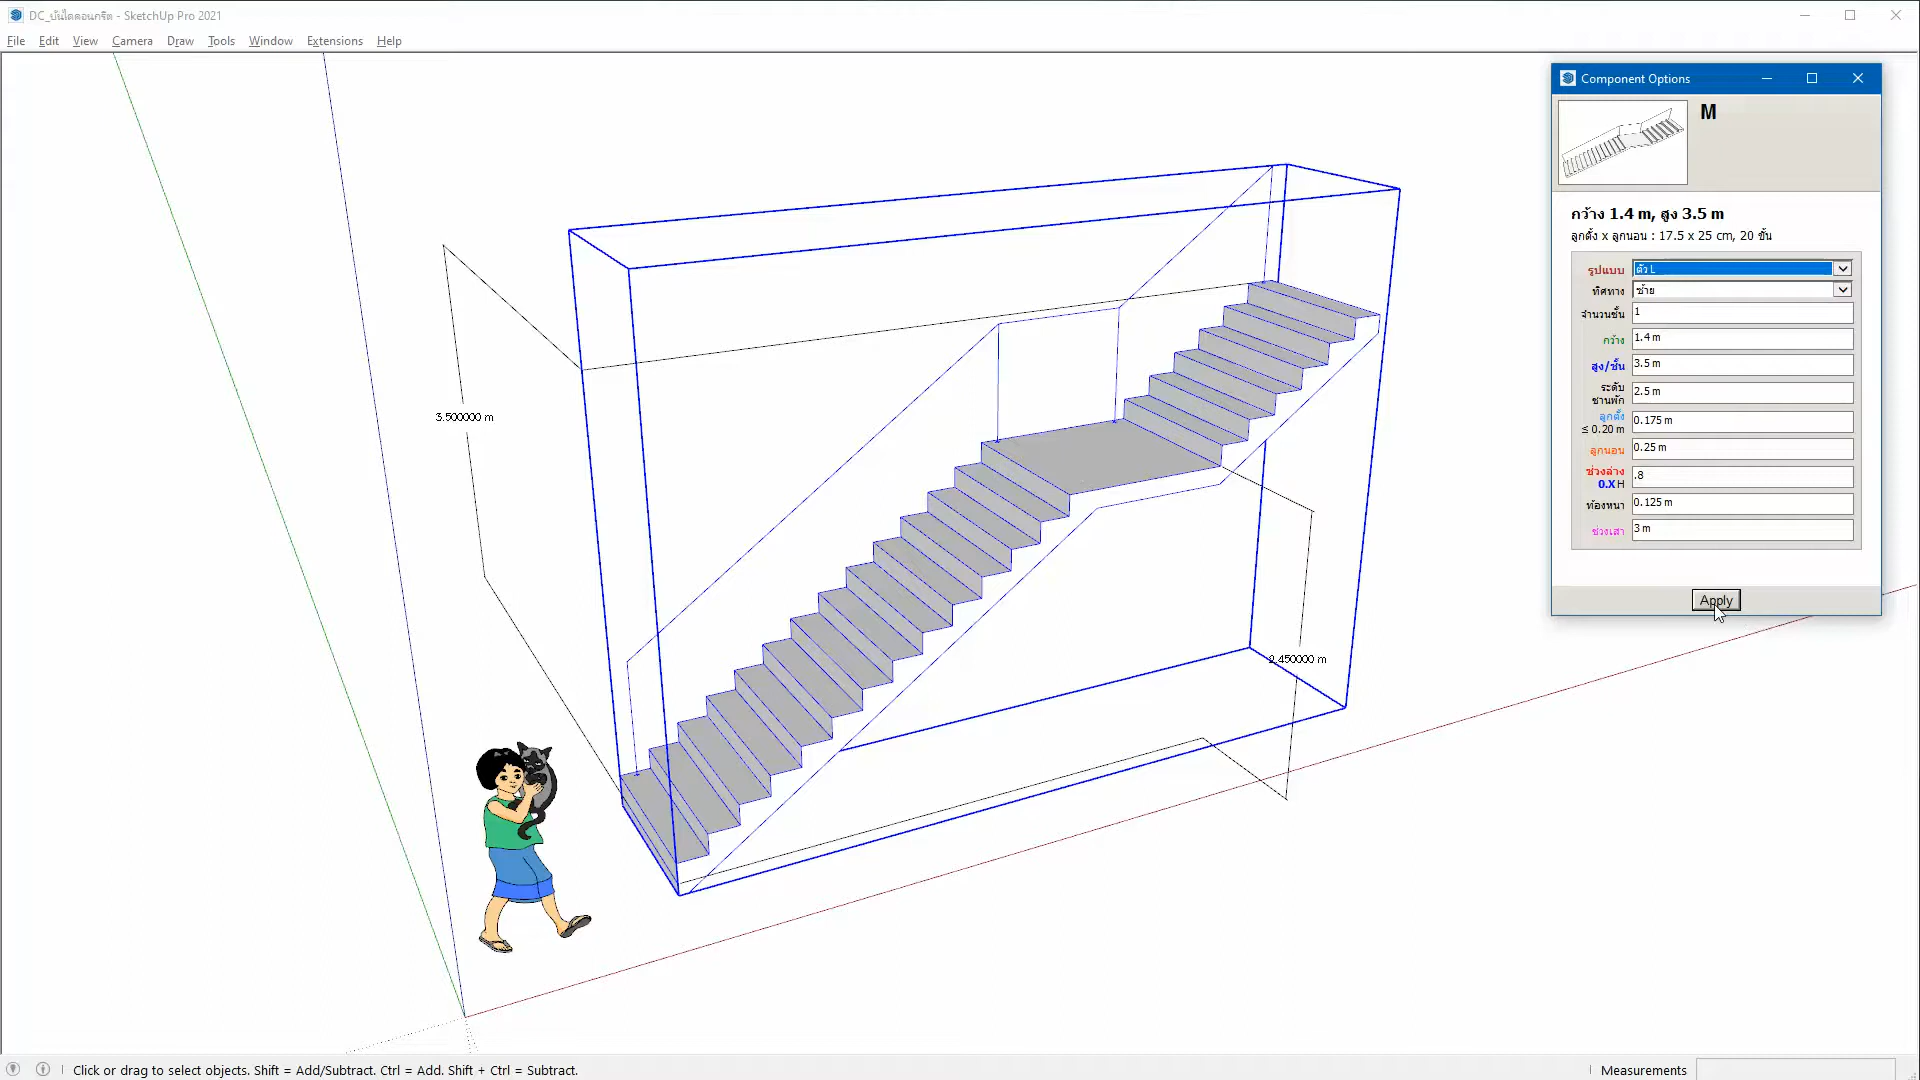 DC_บันไดคอนกรีต - SketchUp Pro 2021
File Edit View Camera Draw Tools Window Extensions Help
Component Options
M
กว้าง 1.4 m, สูง 3.5 m
ลูกตั้ง x ลูกนอน : 17.5 x 25 cm, 20 ขั้น
รูปแบบ ตัว L
ทิศทาง ซ้าย
จำนวนชั้น 1
กว้าง 1.4 m
สูง/ชั้น 3.5 m
ระดับ
ชานพัก 2.5 m
ลูกตั้ง
≤ 0.20 m 0.175 m
ลูกนอน 0.25 m
ช่วงล่าง
0.X H .8
ท้องหนา 0.125 m
ช่วงเสา 3 m
Apply
3.500000 m
2.450000 m
Click or drag to select objects. Shift = Add/Subtract. Ctrl = Add. Shift + Ctrl = Subtract.
Measurements